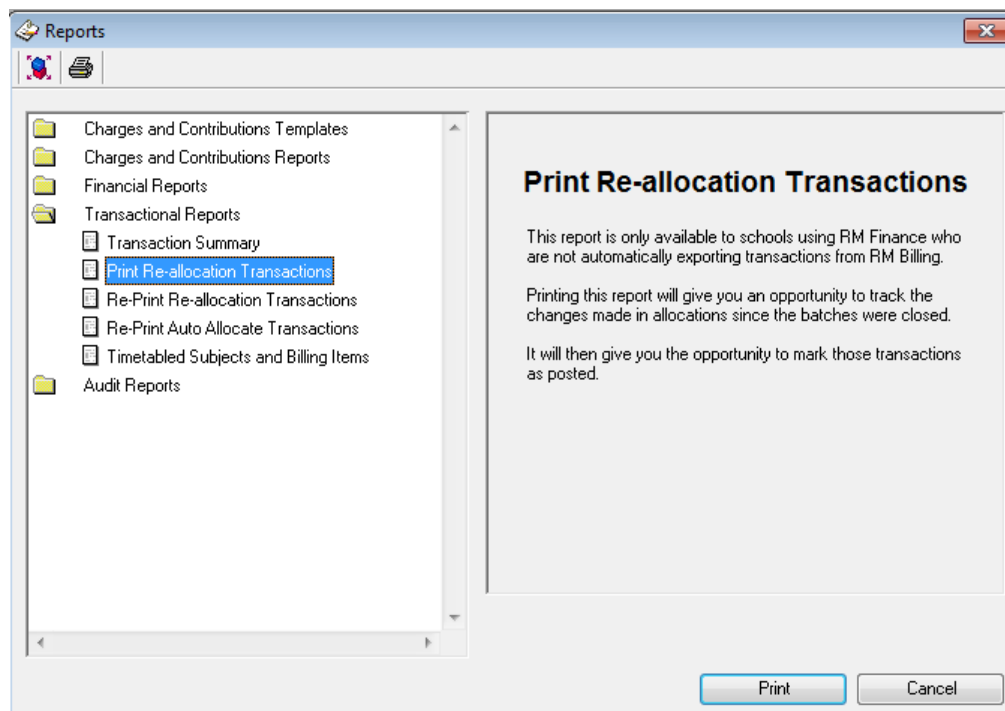 Reports
Charges and Contributions Templates
Charges and Contributions Reports
Financial Reports
Transactional Reports
Transaction Summary
Print Re-allocation Transactions
Re-Print Re-allocation Transactions
Re-Print Auto Allocate Transactions
Timetabled Subjects and Billing Items
Audit Reports
Print Re-allocation Transactions
This report is only available to schools using RM Finance who
are not automatically exporting transactions from RM Billing.
Printing this report will give you an opportunity to track the
changes made in allocations since the batches were closed.
It will then give you the opportunity to mark those transactions
as posted.
Print
Cancel